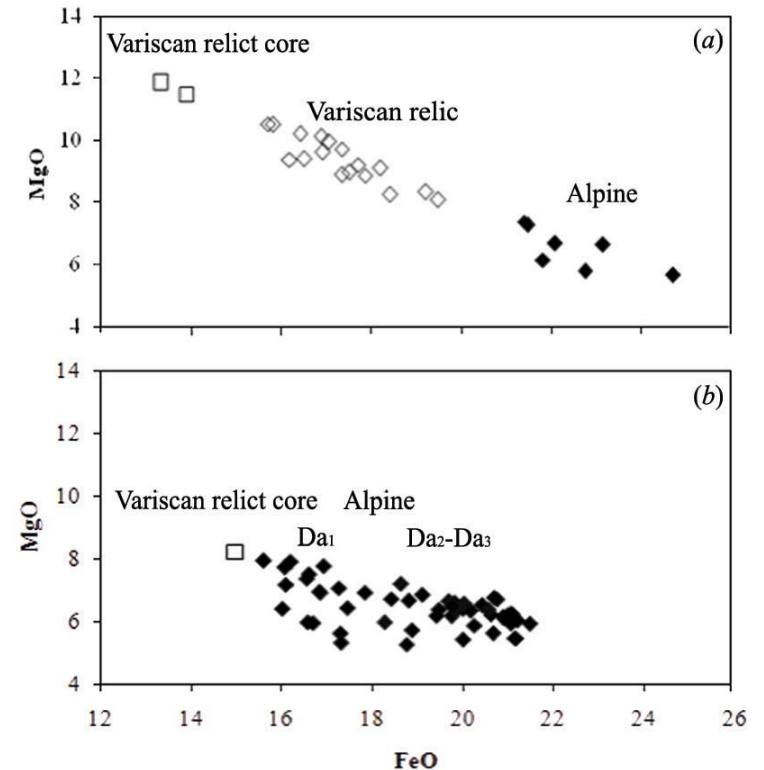 14
(a)
Variscan relict core
12
Variscan relic
10
MgO
Alpine
8
6
4
14
(b)
12
10
Variscan relict core Alpine
MgO
Da1 Da2-Da3
8
6
4
12 14 16 18 20 22 24 26
FeO